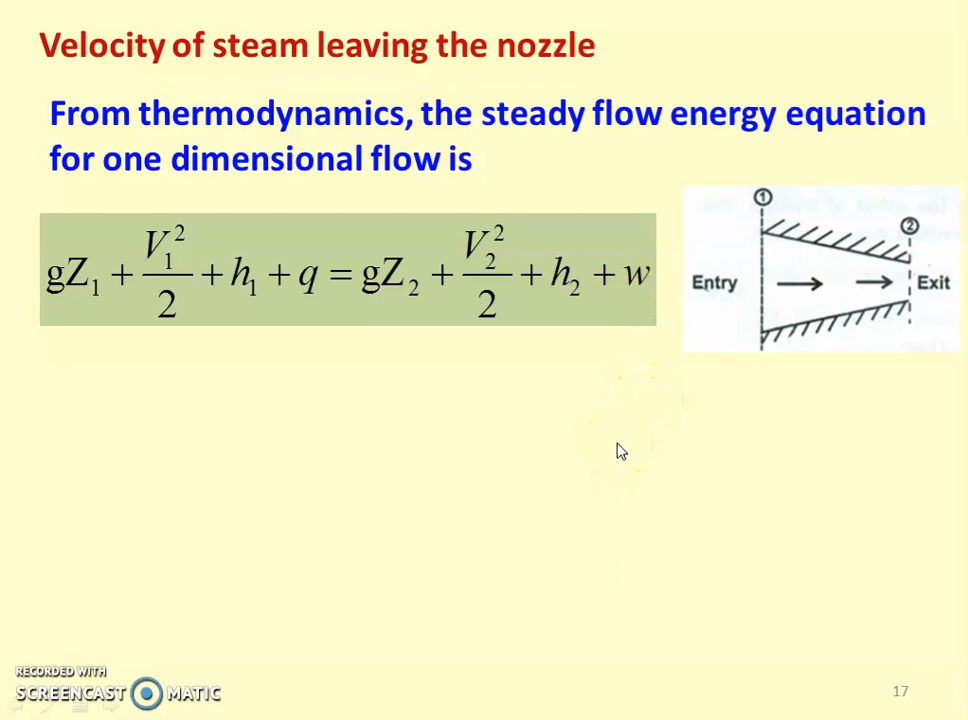 Velocity of steam leaving the nozzle
From thermodynamics, the steady flow energy equation
for one dimensional flow is
gZ₁ + V₁²/2 + h₁ + q = gZ₂ + V₂²/2 + h₂ + w
①
②
Entry
Exit
RECORDED WITH
SCREENCAST MATIC
17